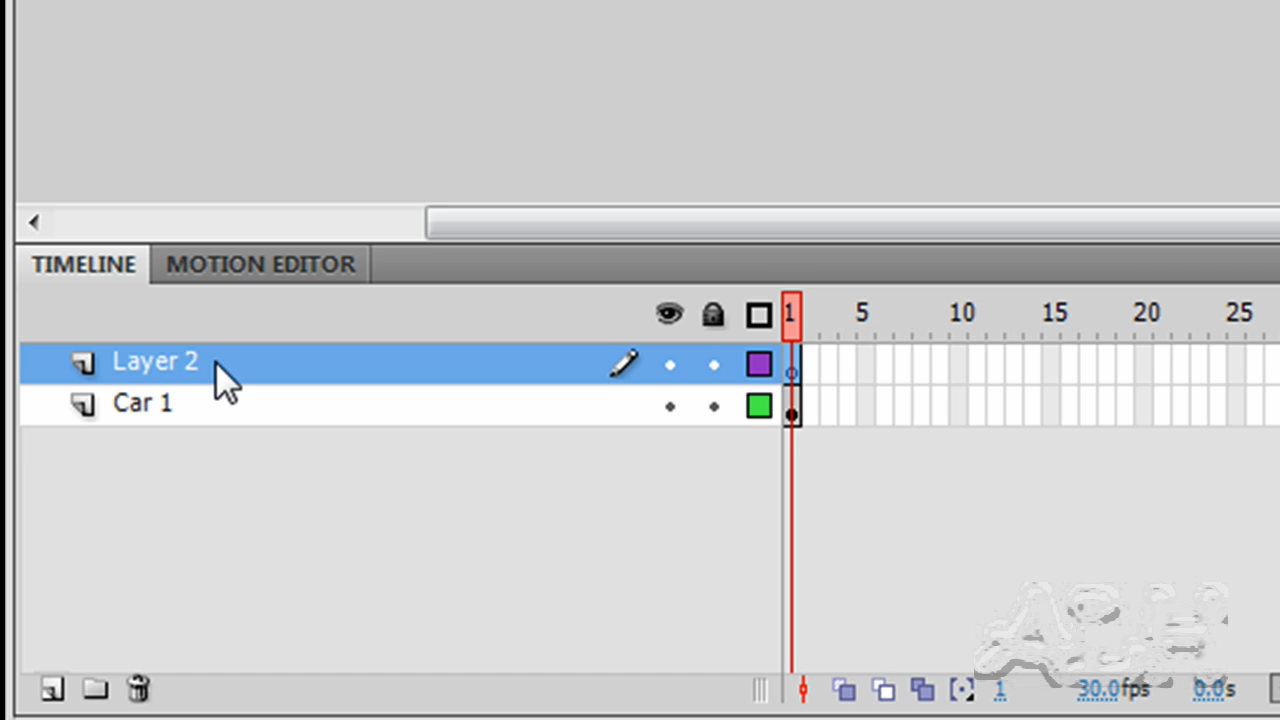 TIMELINE MOTION EDITOR
1 5 10 15 20 25
Layer 2
Car 1
1 30.0fps 0.0s